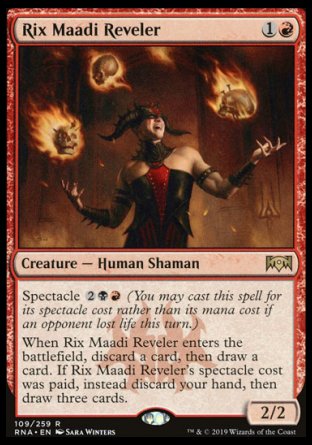 Rix Maadi Reveler 1
Creature — Human Shaman
Spectacle 2 (You may cast this spell for
its spectacle cost rather than its mana cost if
an opponent lost life this turn.)
When Rix Maadi Reveler enters the
battlefield, discard a card, then draw a
card. If Rix Maadi Reveler's spectacle cost
was paid, instead discard your hand, then
draw three cards.
2/2
109/259 R
RNA • EN SARA WINTERS
™ & © 2019 Wizards of the Coast